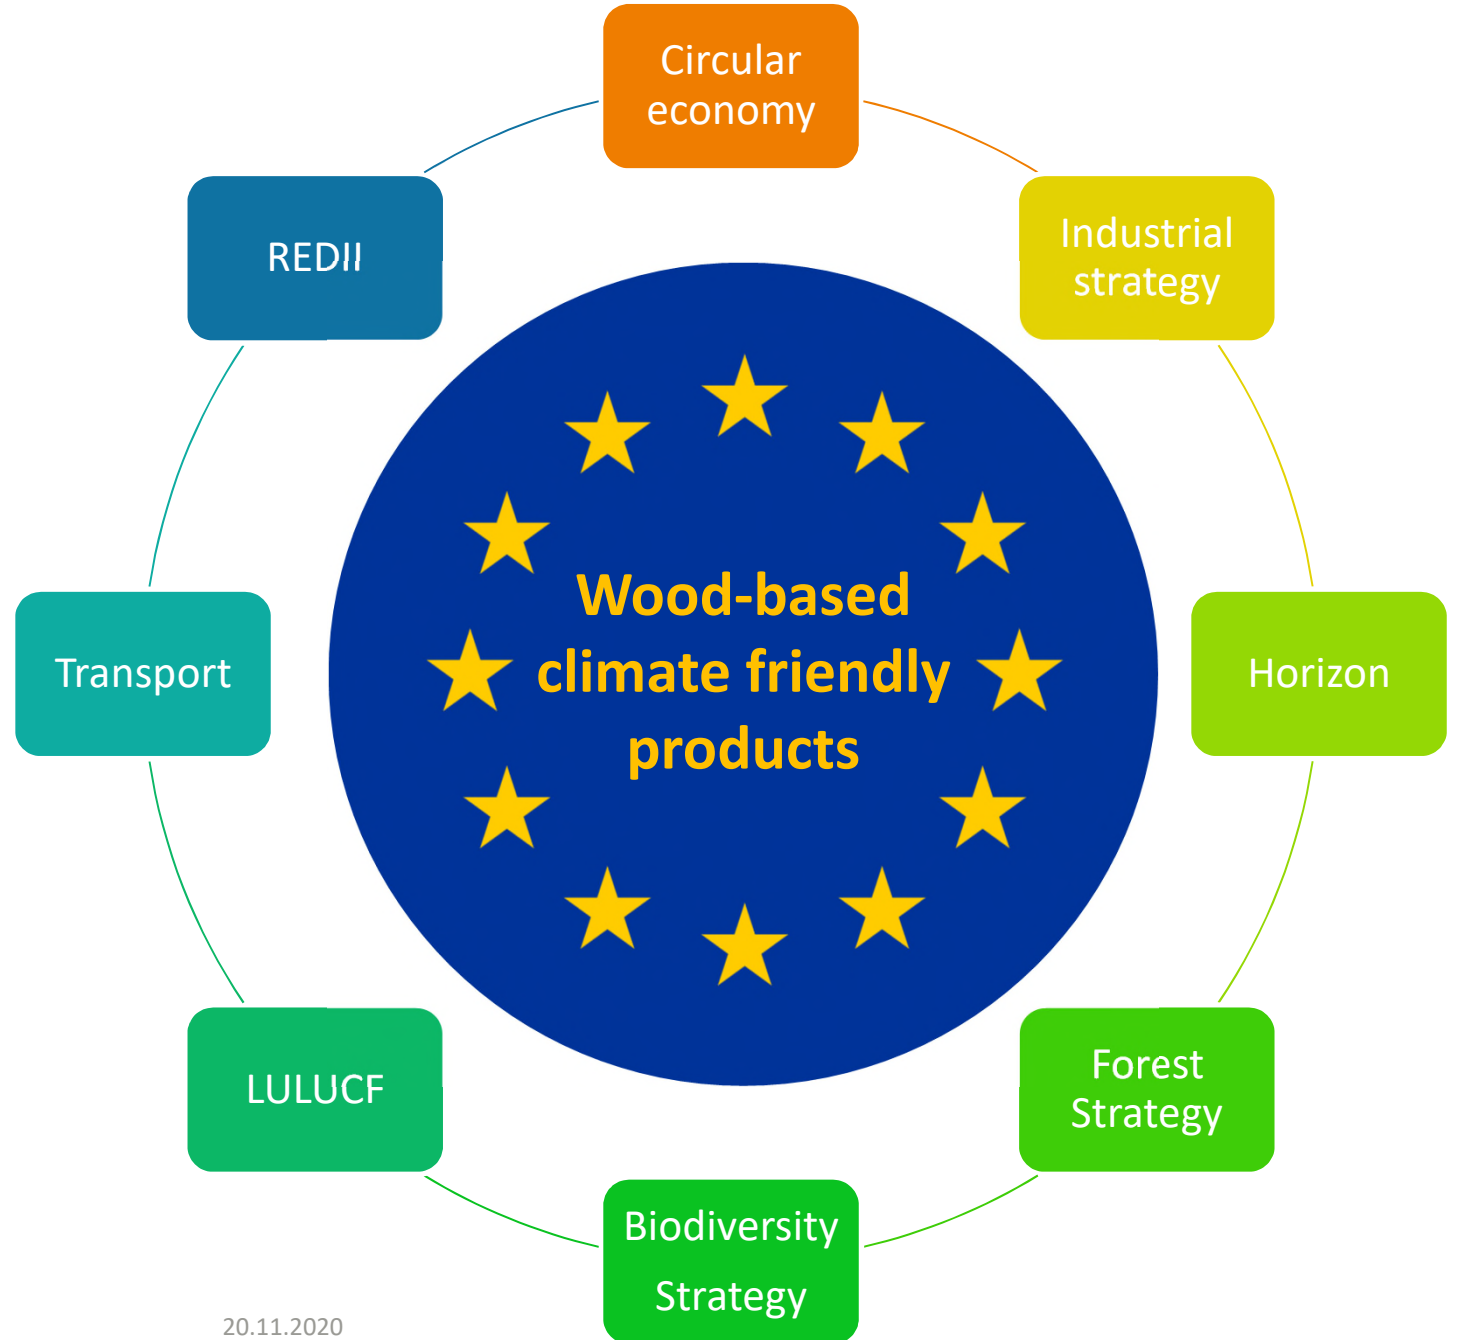 Circular
economy
REDII
Industrial
strategy
Wood-based
climate friendly
products
Transport
Horizon
LULUCF
Forest
Strategy
Biodiversity
Strategy
20.11.2020